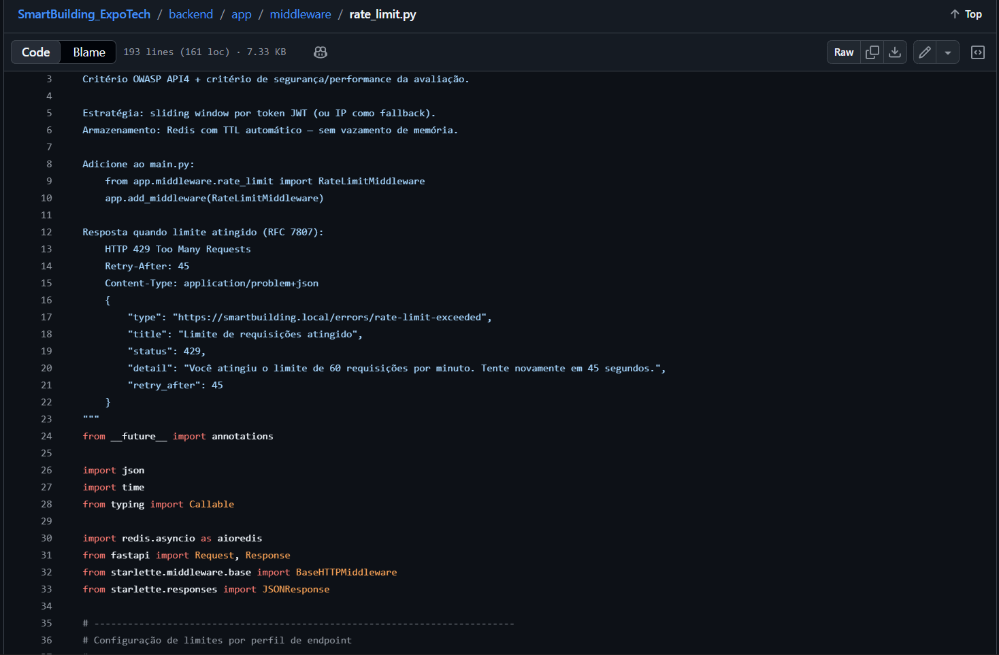 SmartBuilding_ExpoTech / backend / app / middleware / rate_limit.py
Top
Code Blame 193 lines (161 loc) · 7.33 KB
Raw
3 Critério OWASP API4 + critério de segurança/performance da avaliação.
4
5 Estratégia: sliding window por token JWT (ou IP como fallback).
6 Armazenamento: Redis com TTL automático — sem vazamento de memória.
7
8 Adicione ao main.py:
9 from app.middleware.rate_limit import RateLimitMiddleware
10 app.add_middleware(RateLimitMiddleware)
11
12 Resposta quando limite atingido (RFC 7807):
13 HTTP 429 Too Many Requests
14 Retry-After: 45
15 Content-Type: application/problem+json
16 {
17 "type": "https://smartbuilding.local/errors/rate-limit-exceeded",
18 "title": "Limite de requisições atingido",
19 "status": 429,
20 "detail": "Você atingiu o limite de 60 requisições por minuto. Tente novamente em 45 segundos.",
21 "retry_after": 45
22 }
23 """
24 from __future__ import annotations
25
26 import json
27 import time
28 from typing import Callable
29
30 import redis.asyncio as aioredis
31 from fastapi import Request, Response
32 from starlette.middleware.base import BaseHTTPMiddleware
33 from starlette.responses import JSONResponse
34
35 # ---------------------------------------------------------------------------
36 # Configuração de limites por perfil de endpoint